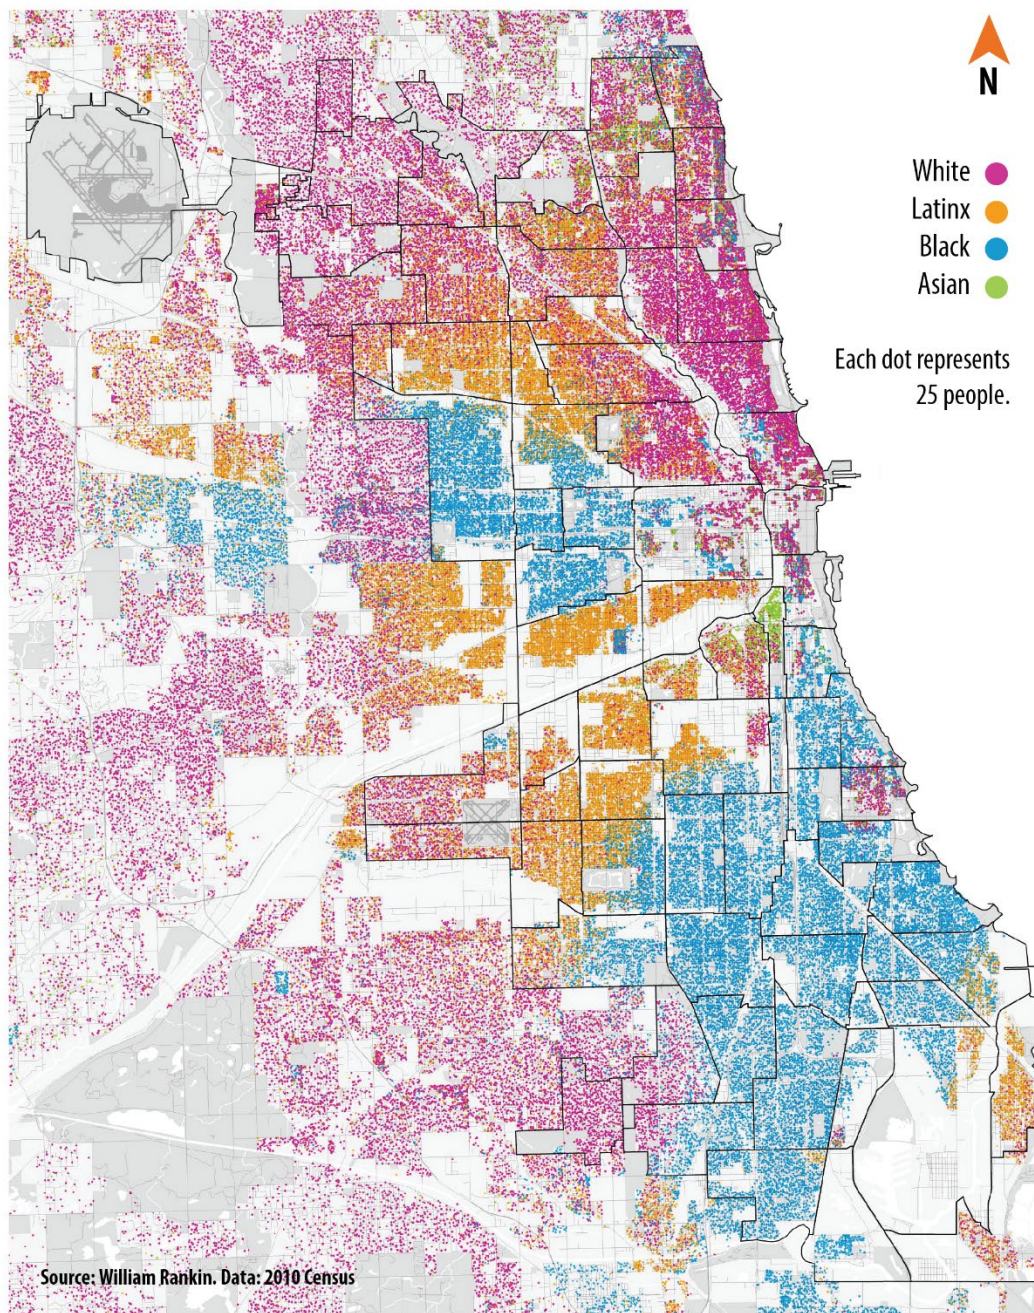 N
White
Latinx
Black
Asian
Each dot represents
25 people.
Source: William Rankin. Data: 2010 Census